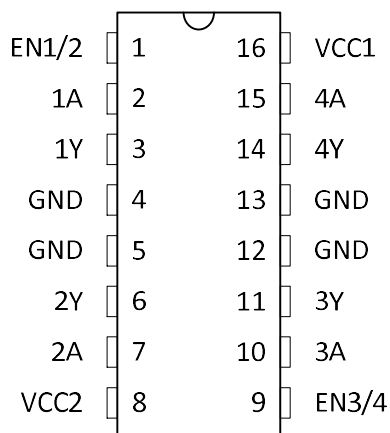 EN1/2 1 16 VCC1
1A 2 15 4A
1Y 3 14 4Y
GND 4 13 GND
GND 5 12 GND
2Y 6 11 3Y
2A 7 10 3A
VCC2 8 9 EN3/4